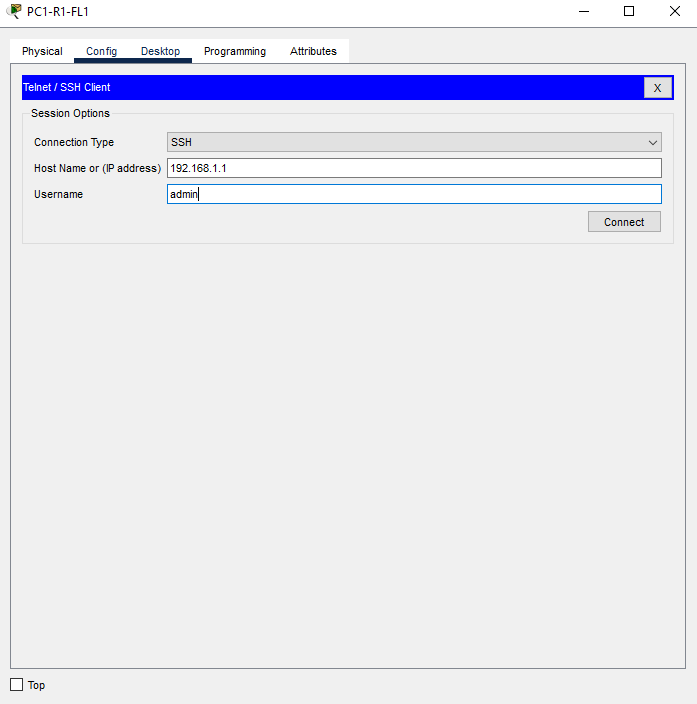 PC1-R1-FL1
Physical Config Desktop Programming Attributes
Telnet / SSH Client X
Session Options
Connection Type SSH
Host Name or (IP address) 192.168.1.1
Username admin
Connect
Top